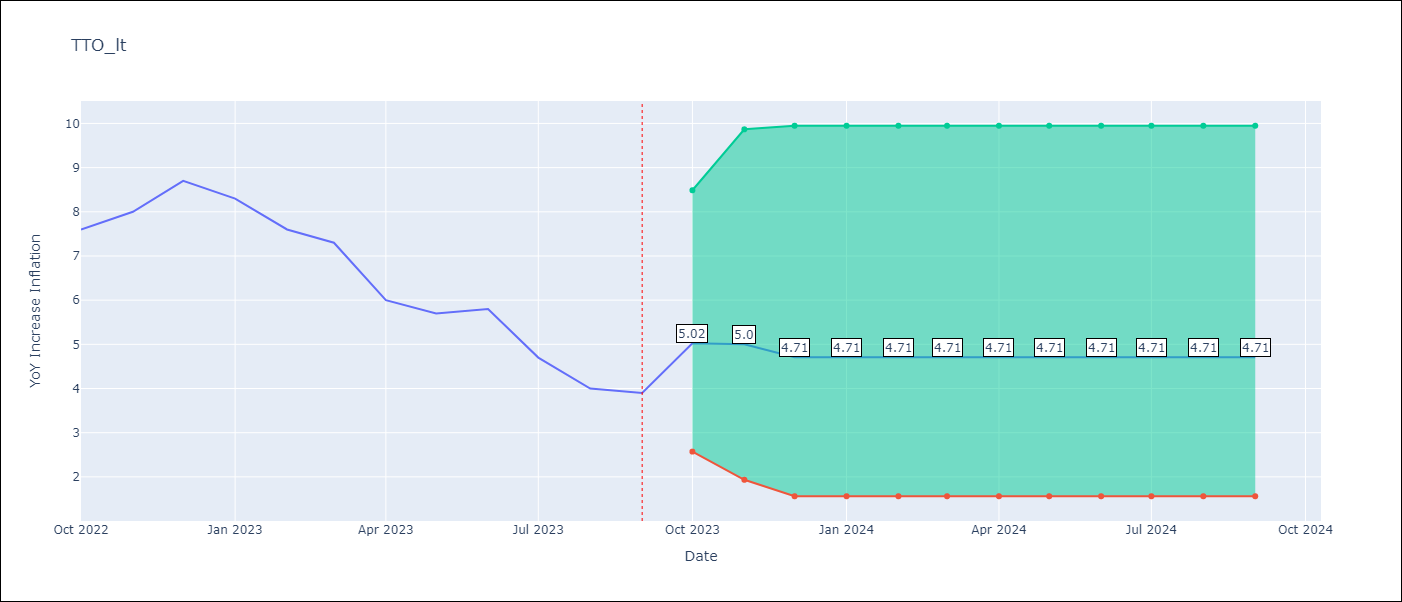 TTO_lt
YoY Increase Inflation
10
9
8
7
6
5
4
3
2
5.02
5.0
4.71
4.71
4.71
4.71
4.71
4.71
4.71
4.71
4.71
4.71
Oct 2022
Jan 2023
Apr 2023
Jul 2023
Oct 2023
Jan 2024
Apr 2024
Jul 2024
Oct 2024
Date